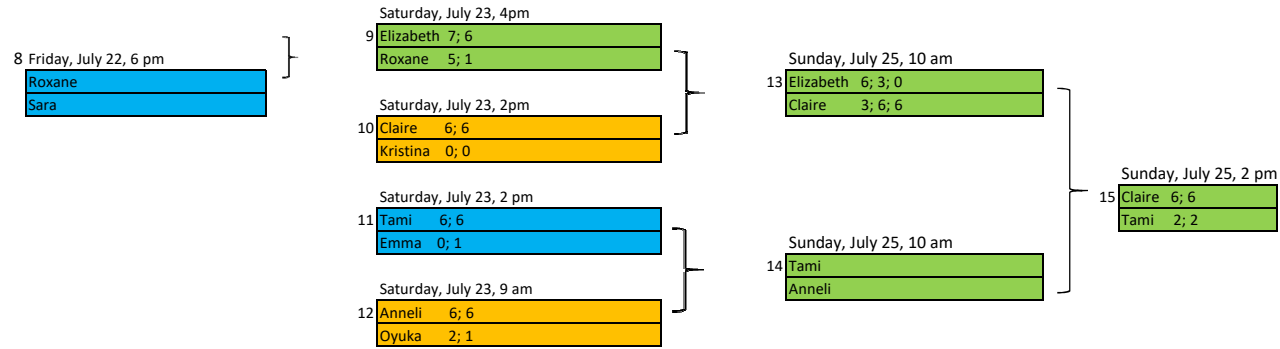 8 Friday, July 22, 6 pm
Roxane
Sara
Saturday, July 23, 4pm
9 Elizabeth 7; 6
Roxane 5; 1
Saturday, July 23, 2pm
10 Claire 6; 6
Kristina 0; 0
Saturday, July 23, 2 pm
11 Tami 6; 6
Emma 0; 1
Saturday, July 23, 9 am
12 Anneli 6; 6
Oyuka 2; 1
Sunday, July 25, 10 am
13 Elizabeth 6; 3; 0
Claire 3; 6; 6
Sunday, July 25, 10 am
14 Tami
Anneli
Sunday, July 25, 2 pm
15 Claire 6; 6
Tami 2; 2